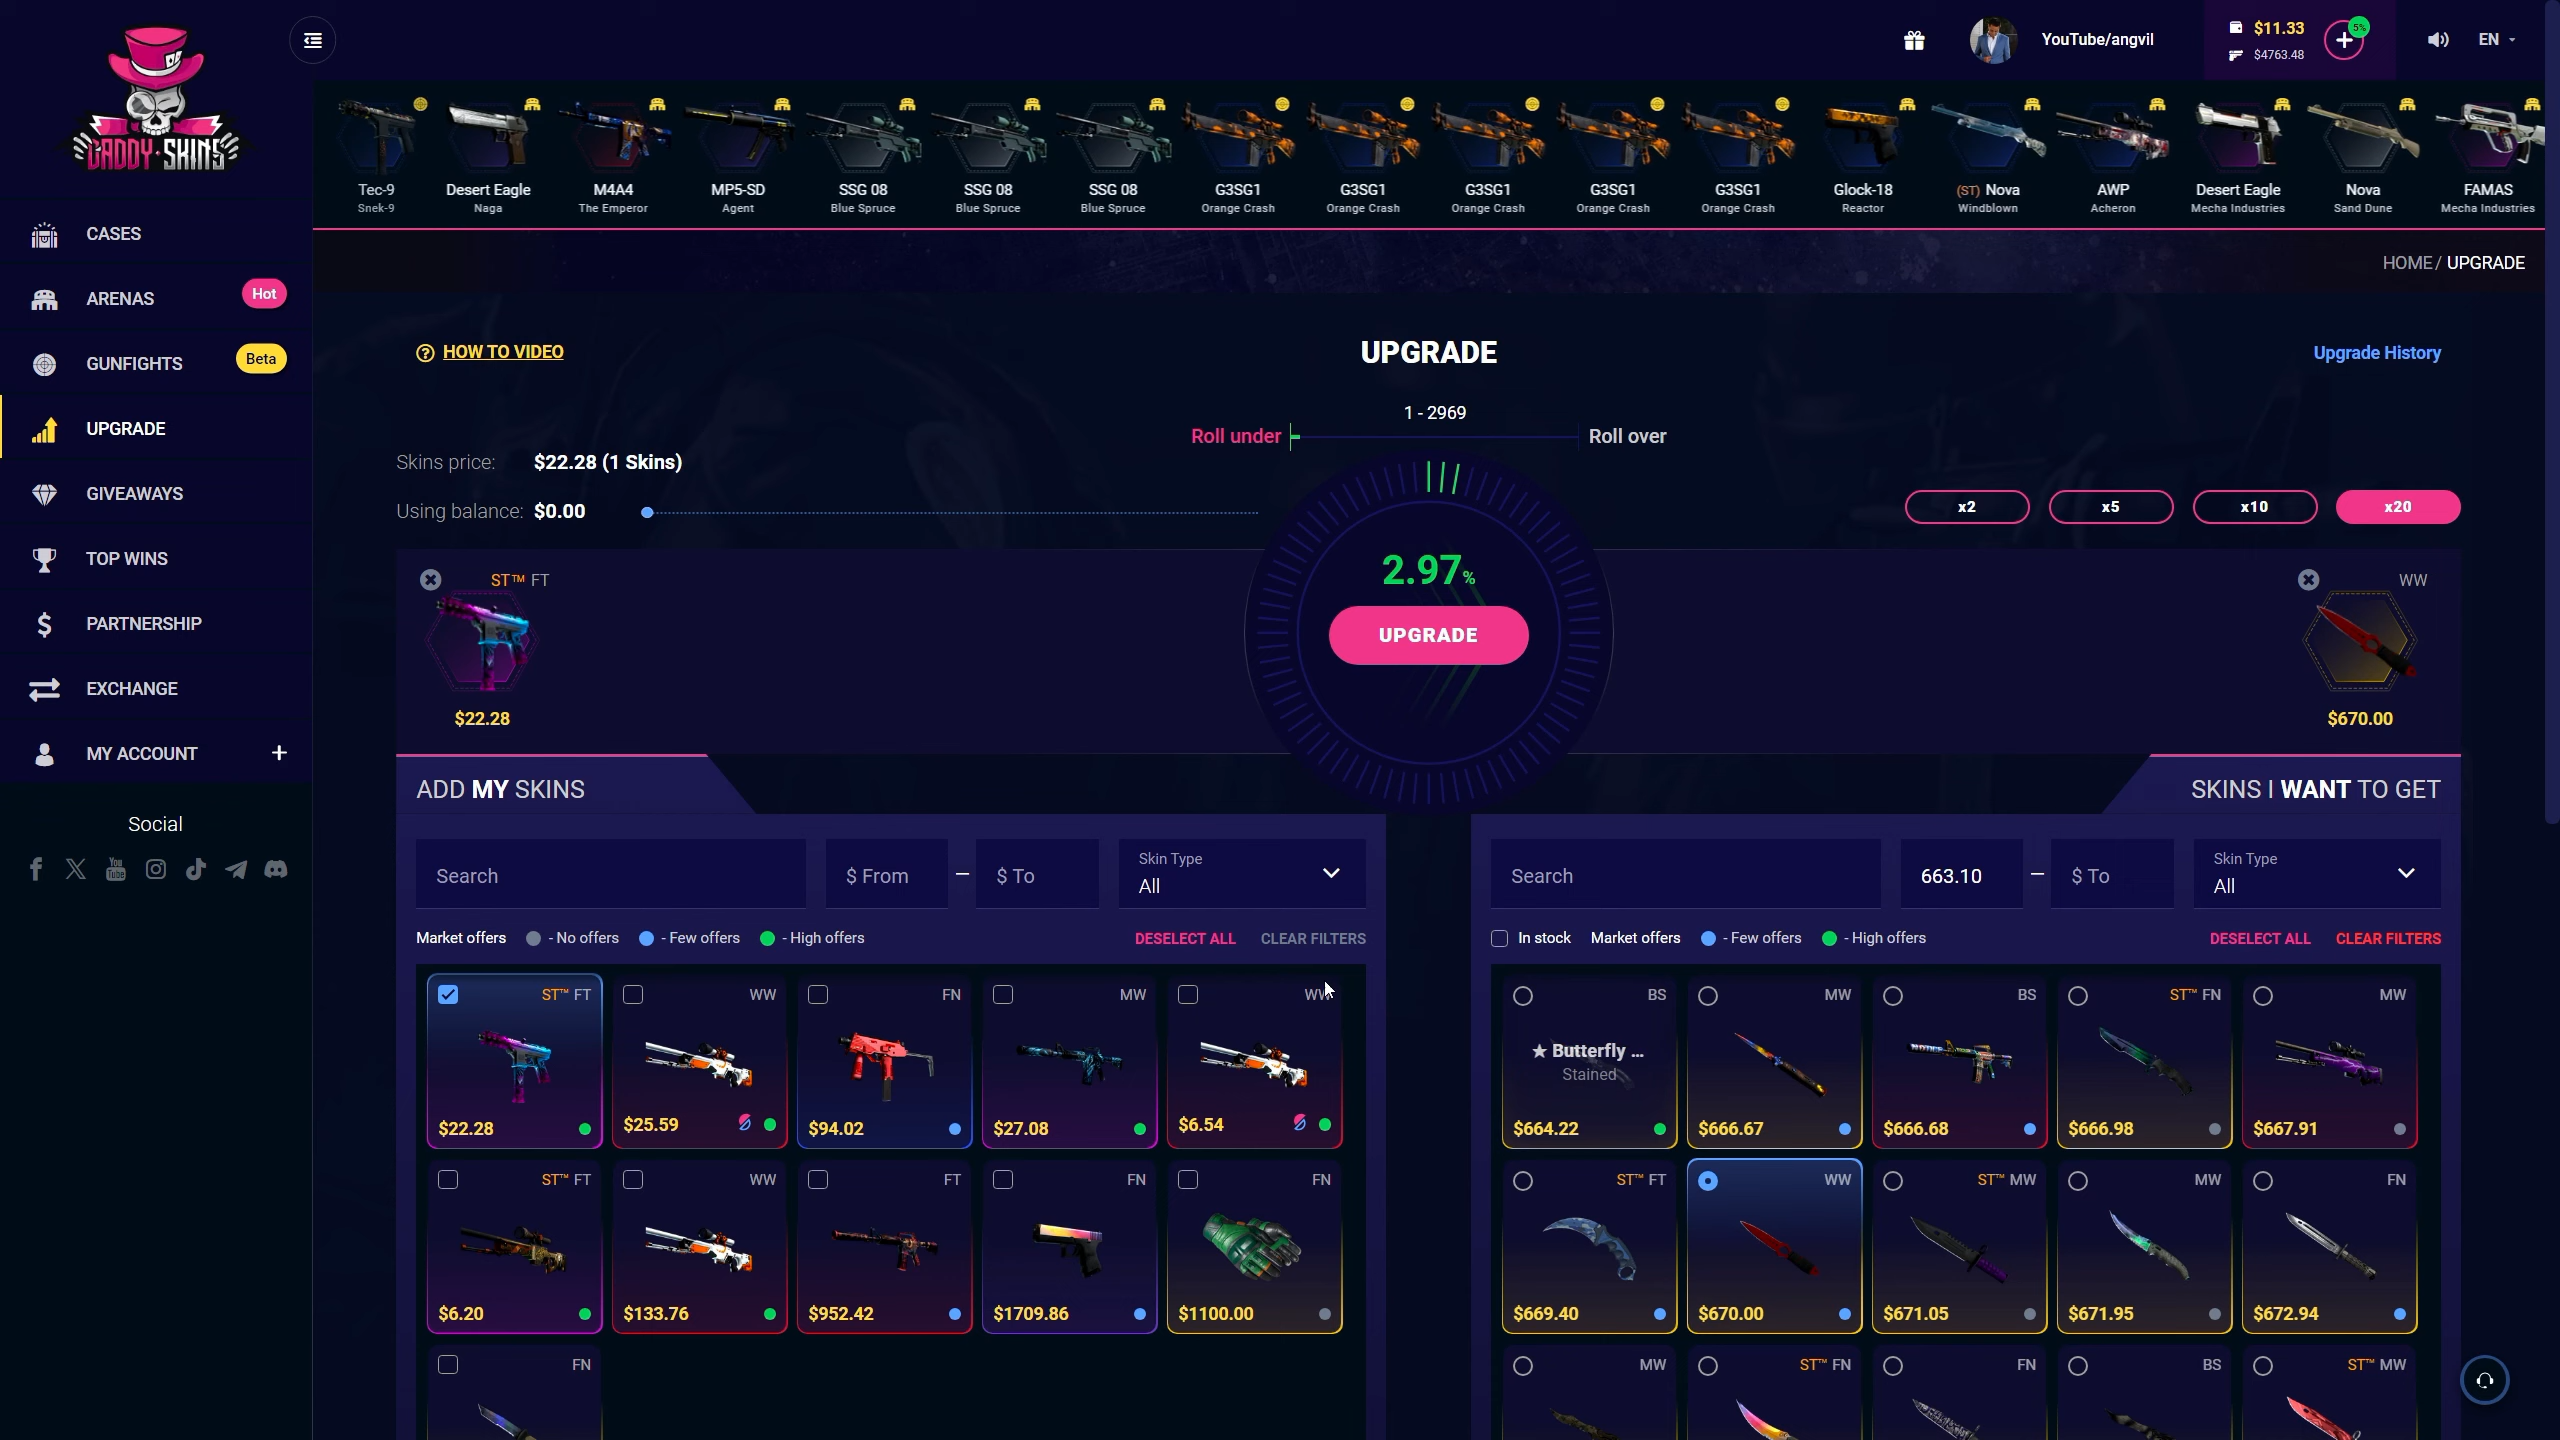 DADDY SKINS
CASES
ARENAS
Hot
GUNFIGHTS
Beta
UPGRADE
GIVEAWAYS
TOP WINS
PARTNERSHIP
EXCHANGE
MY ACCOUNT
+
Social
YouTube/angvil
$11.33
$4763.48
5%
EN
Tec-9
Snek-9
Desert Eagle
Naga
M4A4
The Emperor
MP5-SD
Agent
SSG 08
Blue Spruce
SSG 08
Blue Spruce
SSG 08
Blue Spruce
G3SG1
Orange Crash
G3SG1
Orange Crash
G3SG1
Orange Crash
G3SG1
Orange Crash
G3SG1
Orange Crash
Glock-18
Reactor
(ST) Nova
Windblown
AWP
Acheron
Desert Eagle
Mecha Industries
Nova
Sand Dune
FAMAS
Mecha Industries
HOME / UPGRADE
HOW TO VIDEO
UPGRADE
Upgrade History
1 - 2969
Roll under
Roll over
Skins price: $22.28 (1 Skins)
Using balance: $0.00
x2
x5
x10
x20
2.97%
UPGRADE
ST™ FT
$22.28
WW
$670.00
ADD MY SKINS
SKINS I WANT TO GET
Search
$ From
–
$ To
Skin Type
All
Market offers - No offers - Few offers - High offers
DESELECT ALL
CLEAR FILTERS
ST™ FT
$22.28
WW
$25.59
FN
$94.02
MW
$27.08
WW
$6.54
ST™ FT
$6.20
WW
$133.76
FT
$952.42
FN
$1709.86
FN
$1100.00
FN
Search
663.10
–
$ To
Skin Type
All
In stock Market offers - Few offers - High offers
DESELECT ALL
CLEAR FILTERS
BS
★ Butterfly ...
Stained
$664.22
MW
$666.67
BS
$666.68
ST™ FN
$666.98
MW
$667.91
ST™ FT
$669.40
WW
$670.00
ST™ MW
$671.05
MW
$671.95
FN
$672.94
MW
ST™ FN
FN
BS
ST™ MW